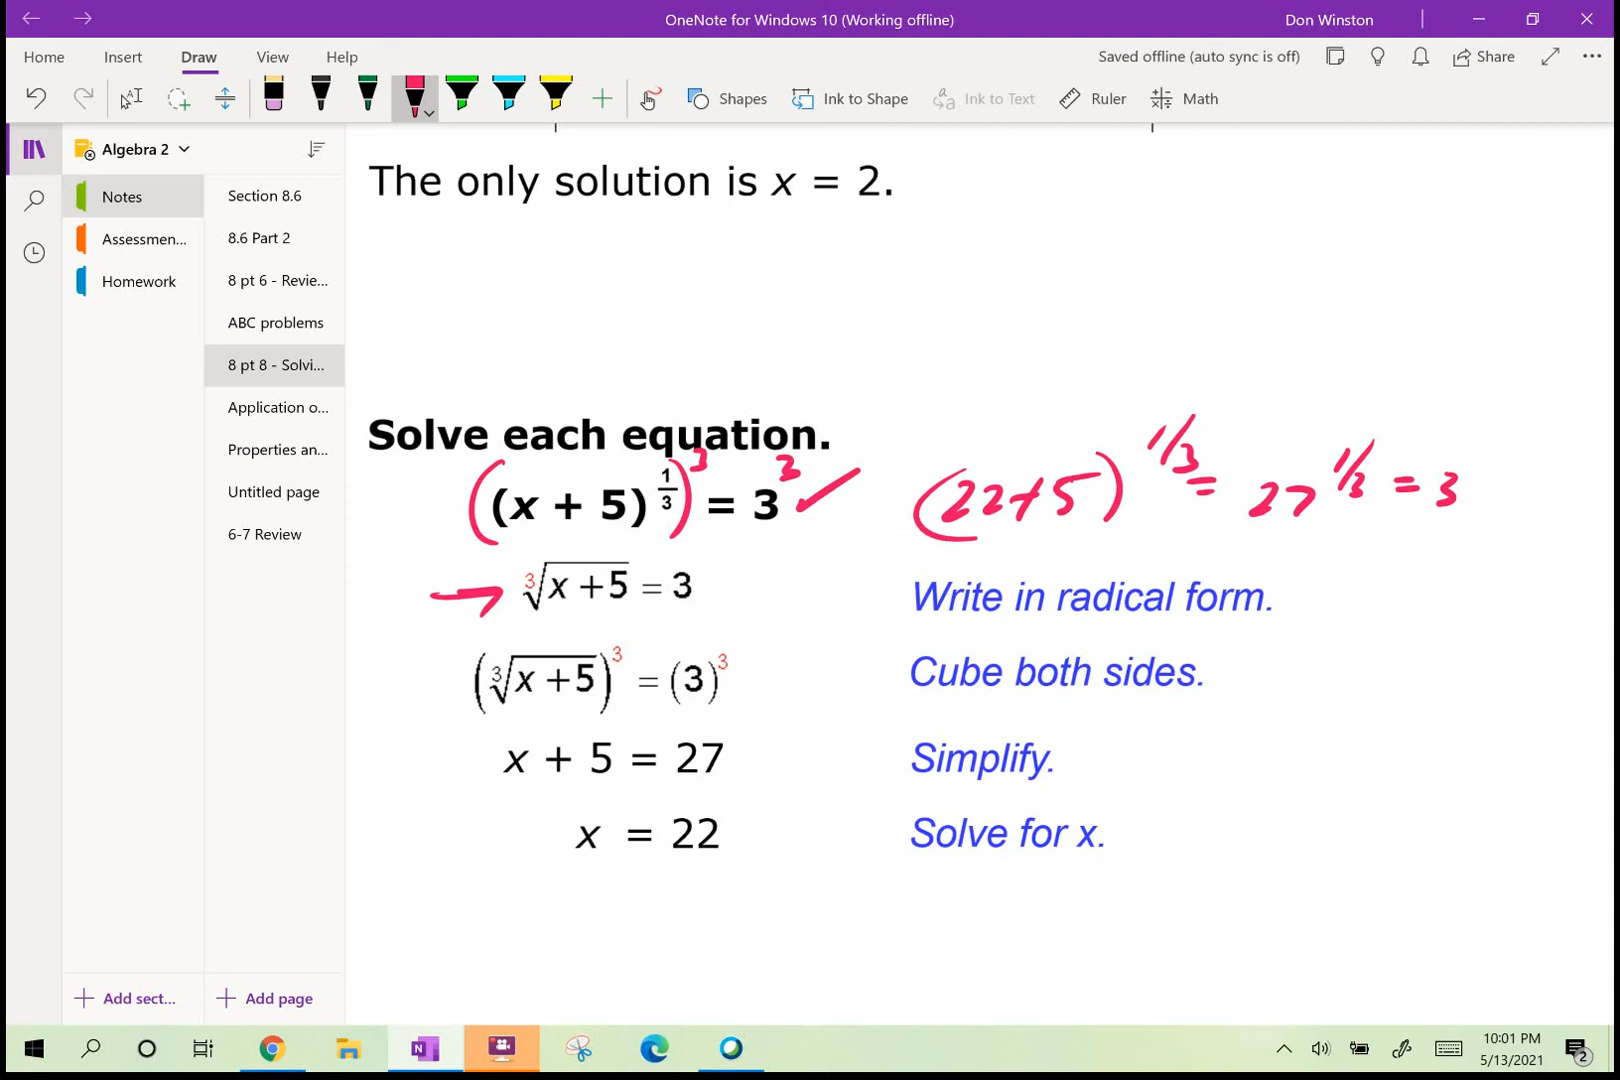 OneNote for Windows 10 (Working offline)
Don Winston
Home Insert Draw View Help
Saved offline (auto sync is off) Share
Shapes Ink to Shape Ink to Text Ruler Math
Algebra 2
Notes
Assessmen...
Homework
Section 8.6
8.6 Part 2
8 pt 6 - Revie...
ABC problems
8 pt 8 - Solvi...
Application o...
Properties an...
Untitled page
6-7 Review
Add sect... Add page
The only solution is x = 2.
Solve each equation.
((x + 5)^(1/3))^3 = 3^3 ✓ (22+5)^(1/3) = 27^(1/3) = 3
→ ∛(x+5) = 3 Write in radical form.
(∛(x+5))^3 = (3)^3 Cube both sides.
x + 5 = 27 Simplify.
x = 22 Solve for x.
10:01 PM
5/13/2021
2